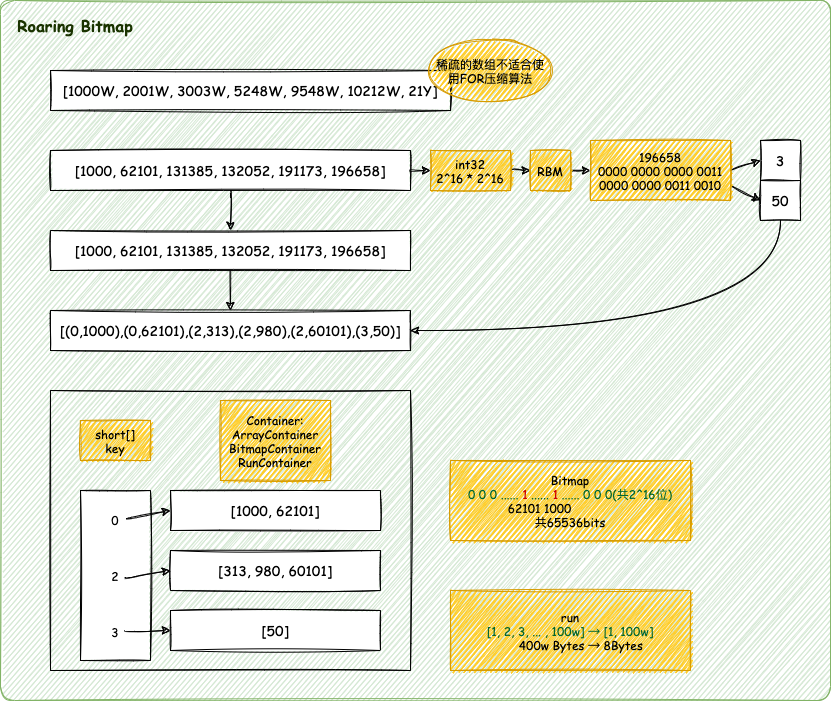 Roaring Bitmap
稀疏的数组不适合使
用FOR压缩算法
[1000W, 2001W, 3003W, 5248W, 9548W, 10212W, 21Y]
[1000, 62101, 131385, 132052, 191173, 196658]
int32
2^16 * 2^16
RBM
196658
0000 0000 0000 0011
0000 0000 0011 0010
3
50
[1000, 62101, 131385, 132052, 191173, 196658]
[(0,1000),(0,62101),(2,313),(2,980),(2,60101),(3,50)]
short[]
key
Container:
ArrayContainer
BitmapContainer
RunContainer
0
[1000, 62101]
2
[313, 980, 60101]
3
[50]
Bitmap
0 0 0 ...... 1 ...... 1 ...... 0 0 0(共2^16位)
62101 1000
共65536bits
run
[1, 2, 3, ... , 100w] → [1, 100w]
400w Bytes → 8Bytes